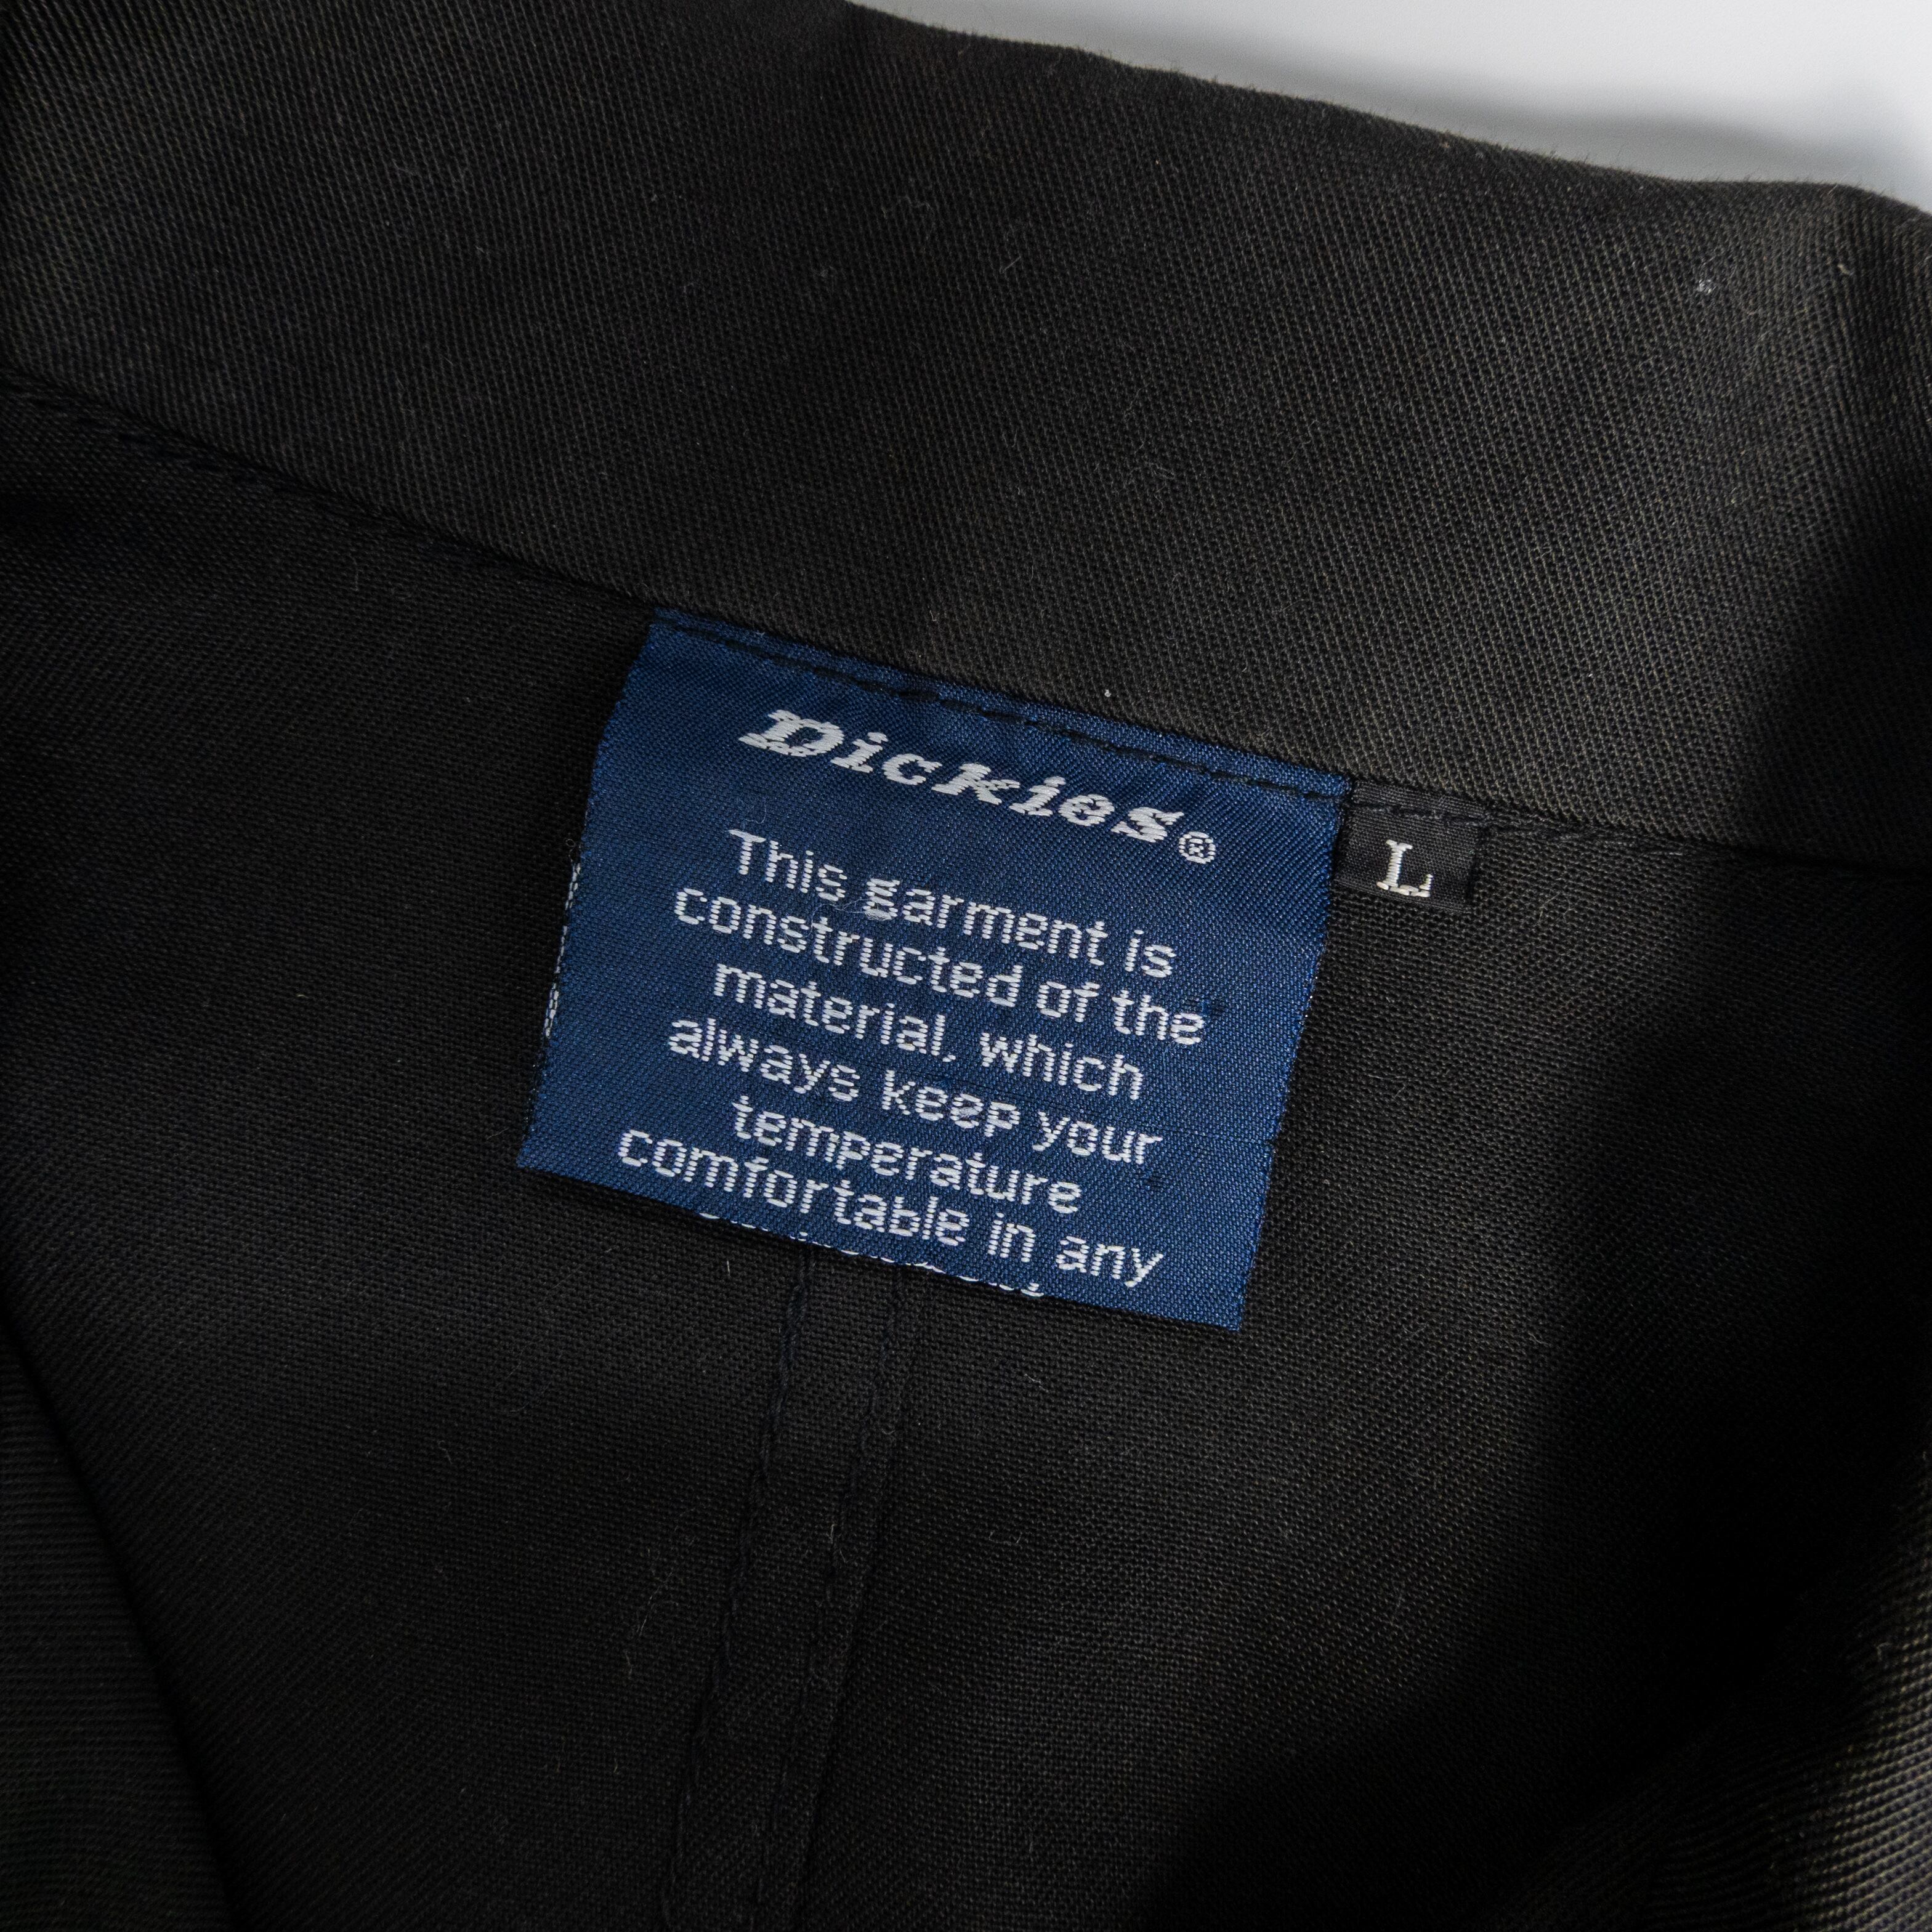 Dickies®
L
This garment is
constructed of the
material, which
always keep your
temperature
comfortable in any